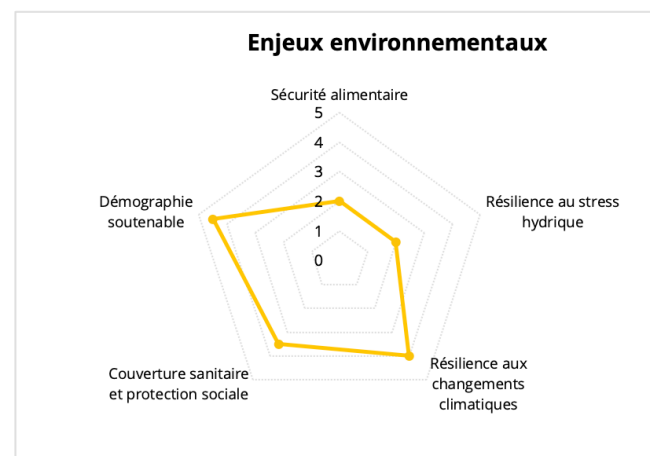 Enjeux environnementaux
Sécurité alimentaire
5
4
3
2
1
0
Résilience au stress
hydrique
Résilience aux
changements
climatiques
Couverture sanitaire
et protection sociale
Démographie
soutenable